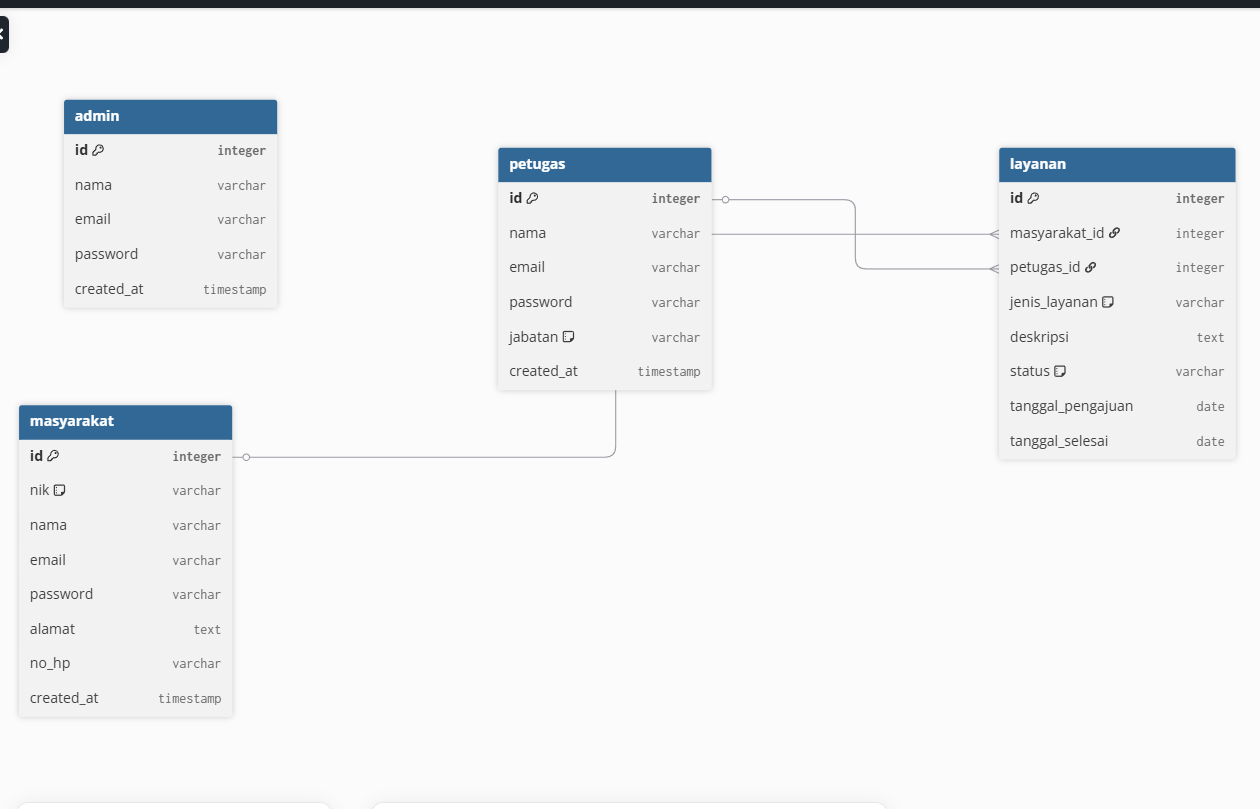 admin
id integer
nama varchar
email varchar
password varchar
created_at timestamp
petugas
id integer
nama varchar
email varchar
password varchar
jabatan varchar
created_at timestamp
layanan
id integer
masyarakat_id integer
petugas_id integer
jenis_layanan varchar
deskripsi text
status varchar
tanggal_pengajuan date
tanggal_selesai date
masyarakat
id integer
nik varchar
nama varchar
email varchar
password varchar
alamat text
no_hp varchar
created_at timestamp